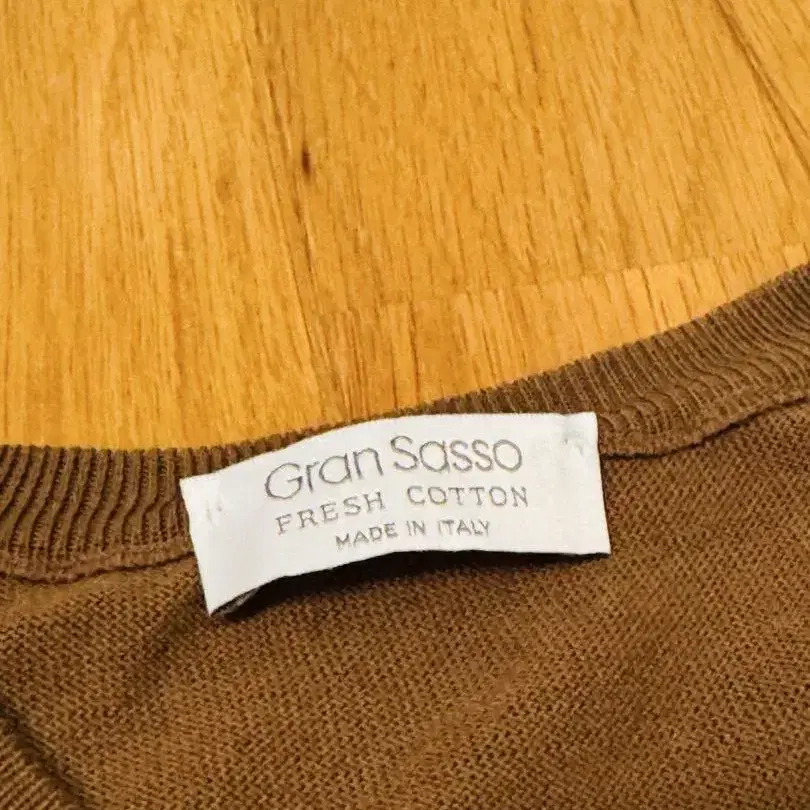 Gran Sasso
FRESH COTTON
MADE IN ITALY